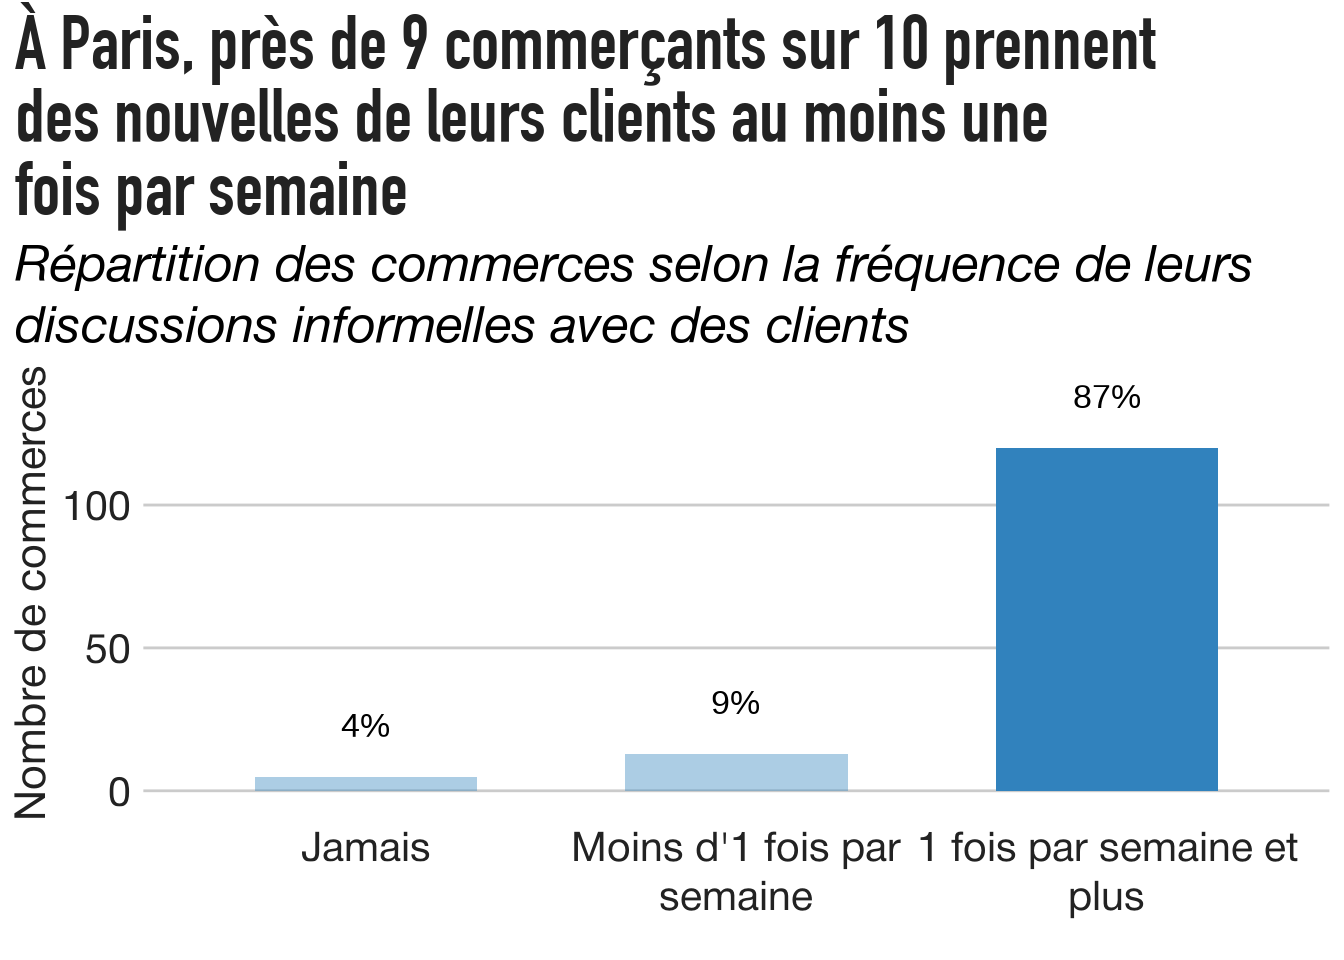 À Paris, près de 9 commerçants sur 10 prennent
des nouvelles de leurs clients au moins une
fois par semaine
Répartition des commerces selon la fréquence de leurs
discussions informelles avec des clients
Nombre de commerces
87%
100
50
9%
4%
0
Jamais
Moins d'1 fois par
semaine
1 fois par semaine et
plus